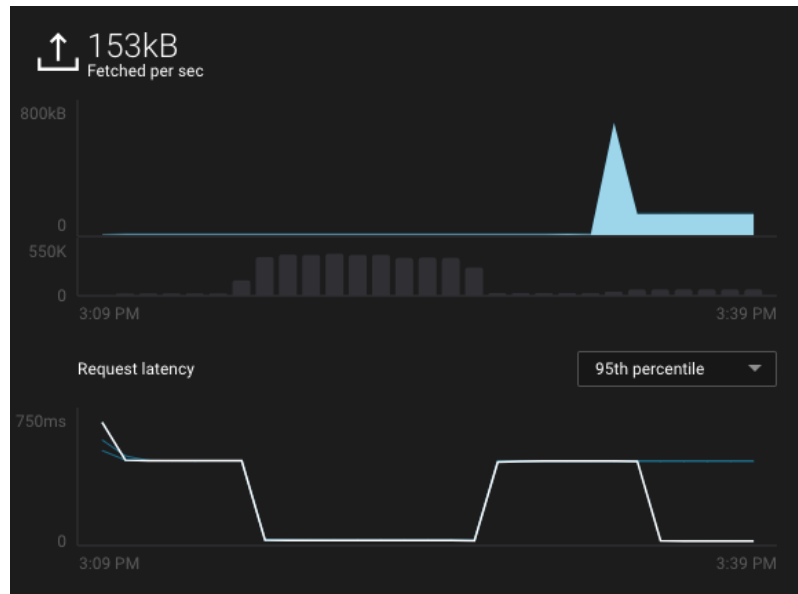 153kB
Fetched per sec
800kB
0
550K
0
3:09 PM 3:39 PM
Request latency 95th percentile
750ms
0
3:09 PM 3:39 PM